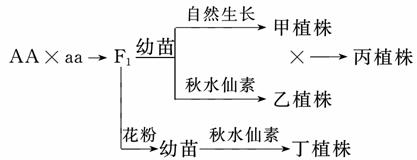 自然生长
甲植株
AA×aa→F₁ 幼苗 × 丙植株
秋水仙素
乙植株
花粉 幼苗 秋水仙素 丁植株